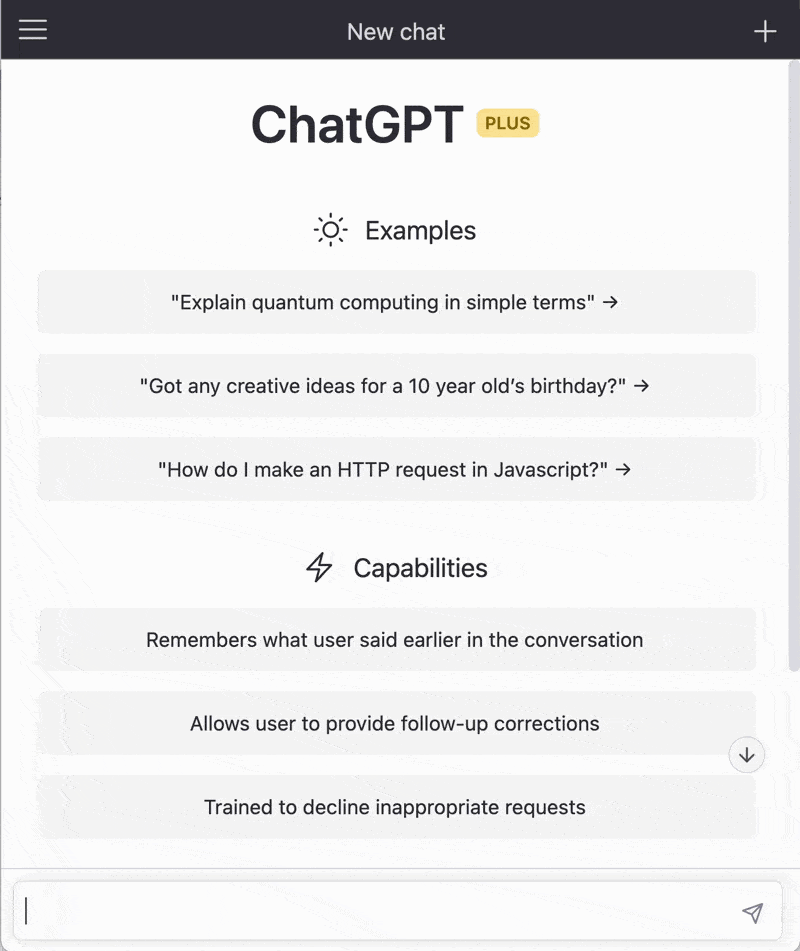 New chat
ChatGPT PLUS
Examples
"Explain quantum computing in simple terms" →
"Got any creative ideas for a 10 year old’s birthday?" →
"How do I make an HTTP request in Javascript?" →
Capabilities
Remembers what user said earlier in the conversation
Allows user to provide follow-up corrections
Trained to decline inappropriate requests